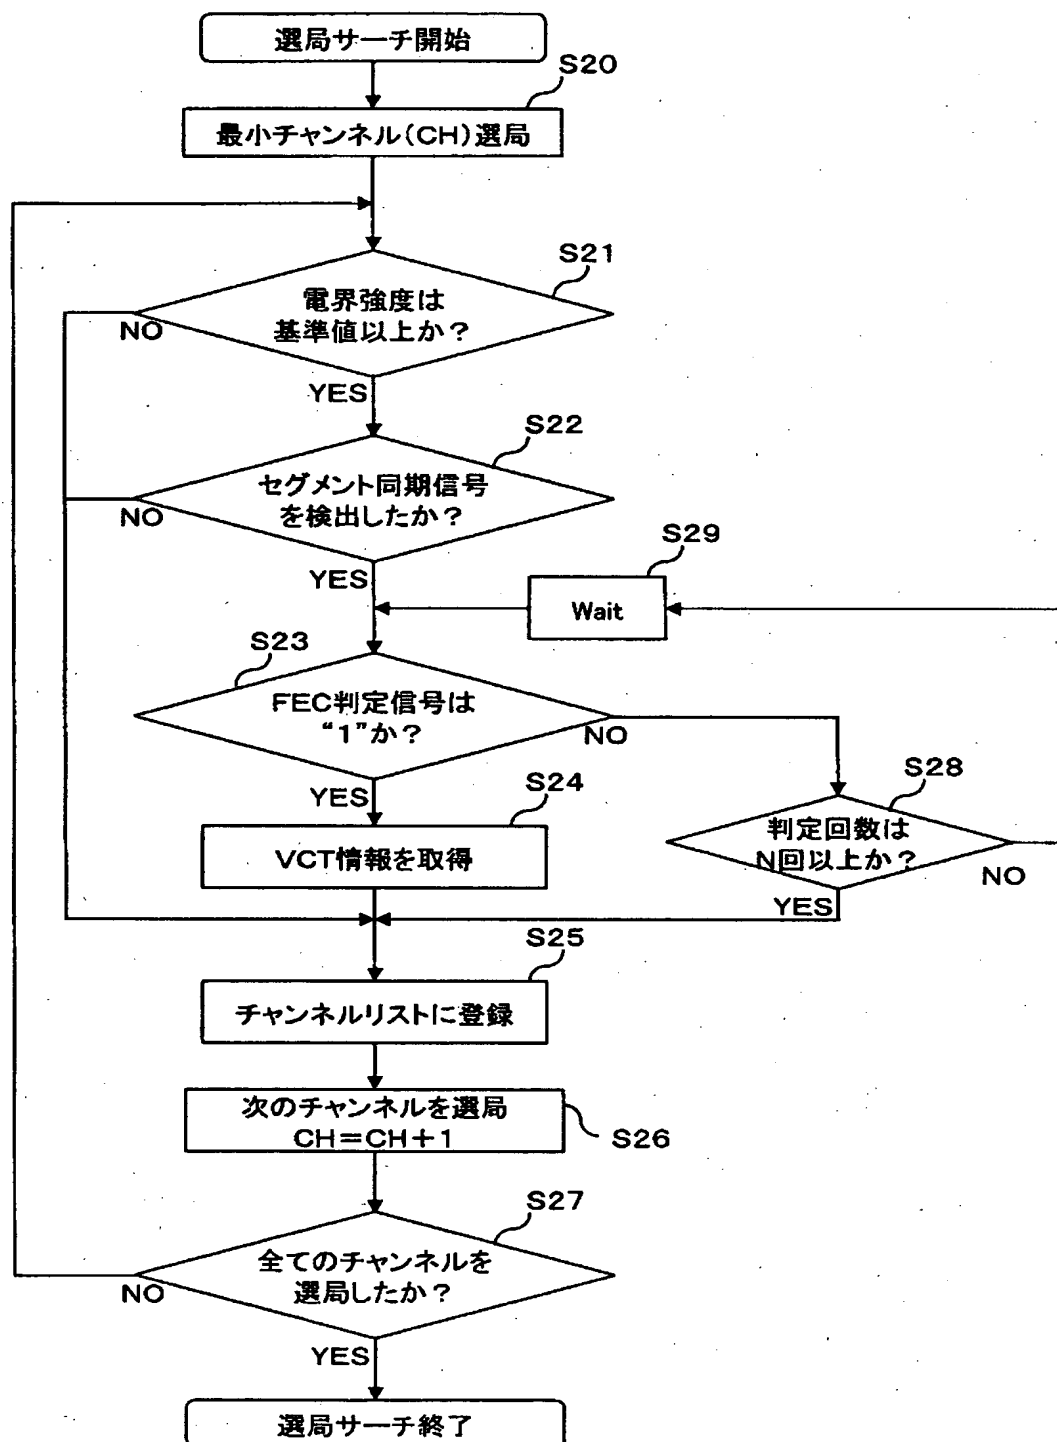 選局サーチ開始
S20
最小チャンネル(CH)選局
S21
電界強度は
基準値以上か？
NO
YES
S22
セグメント同期信号
を検出したか？
NO
YES
S29
Wait
S23
FEC判定信号は
“1”か？
NO
YES
S28
判定回数は
N回以上か？
NO
YES
S24
VCT情報を取得
S25
チャンネルリストに登録
次のチャンネルを選局
CH=CH+1
S26
S27
全てのチャンネルを
選局したか？
NO
YES
選局サーチ終了